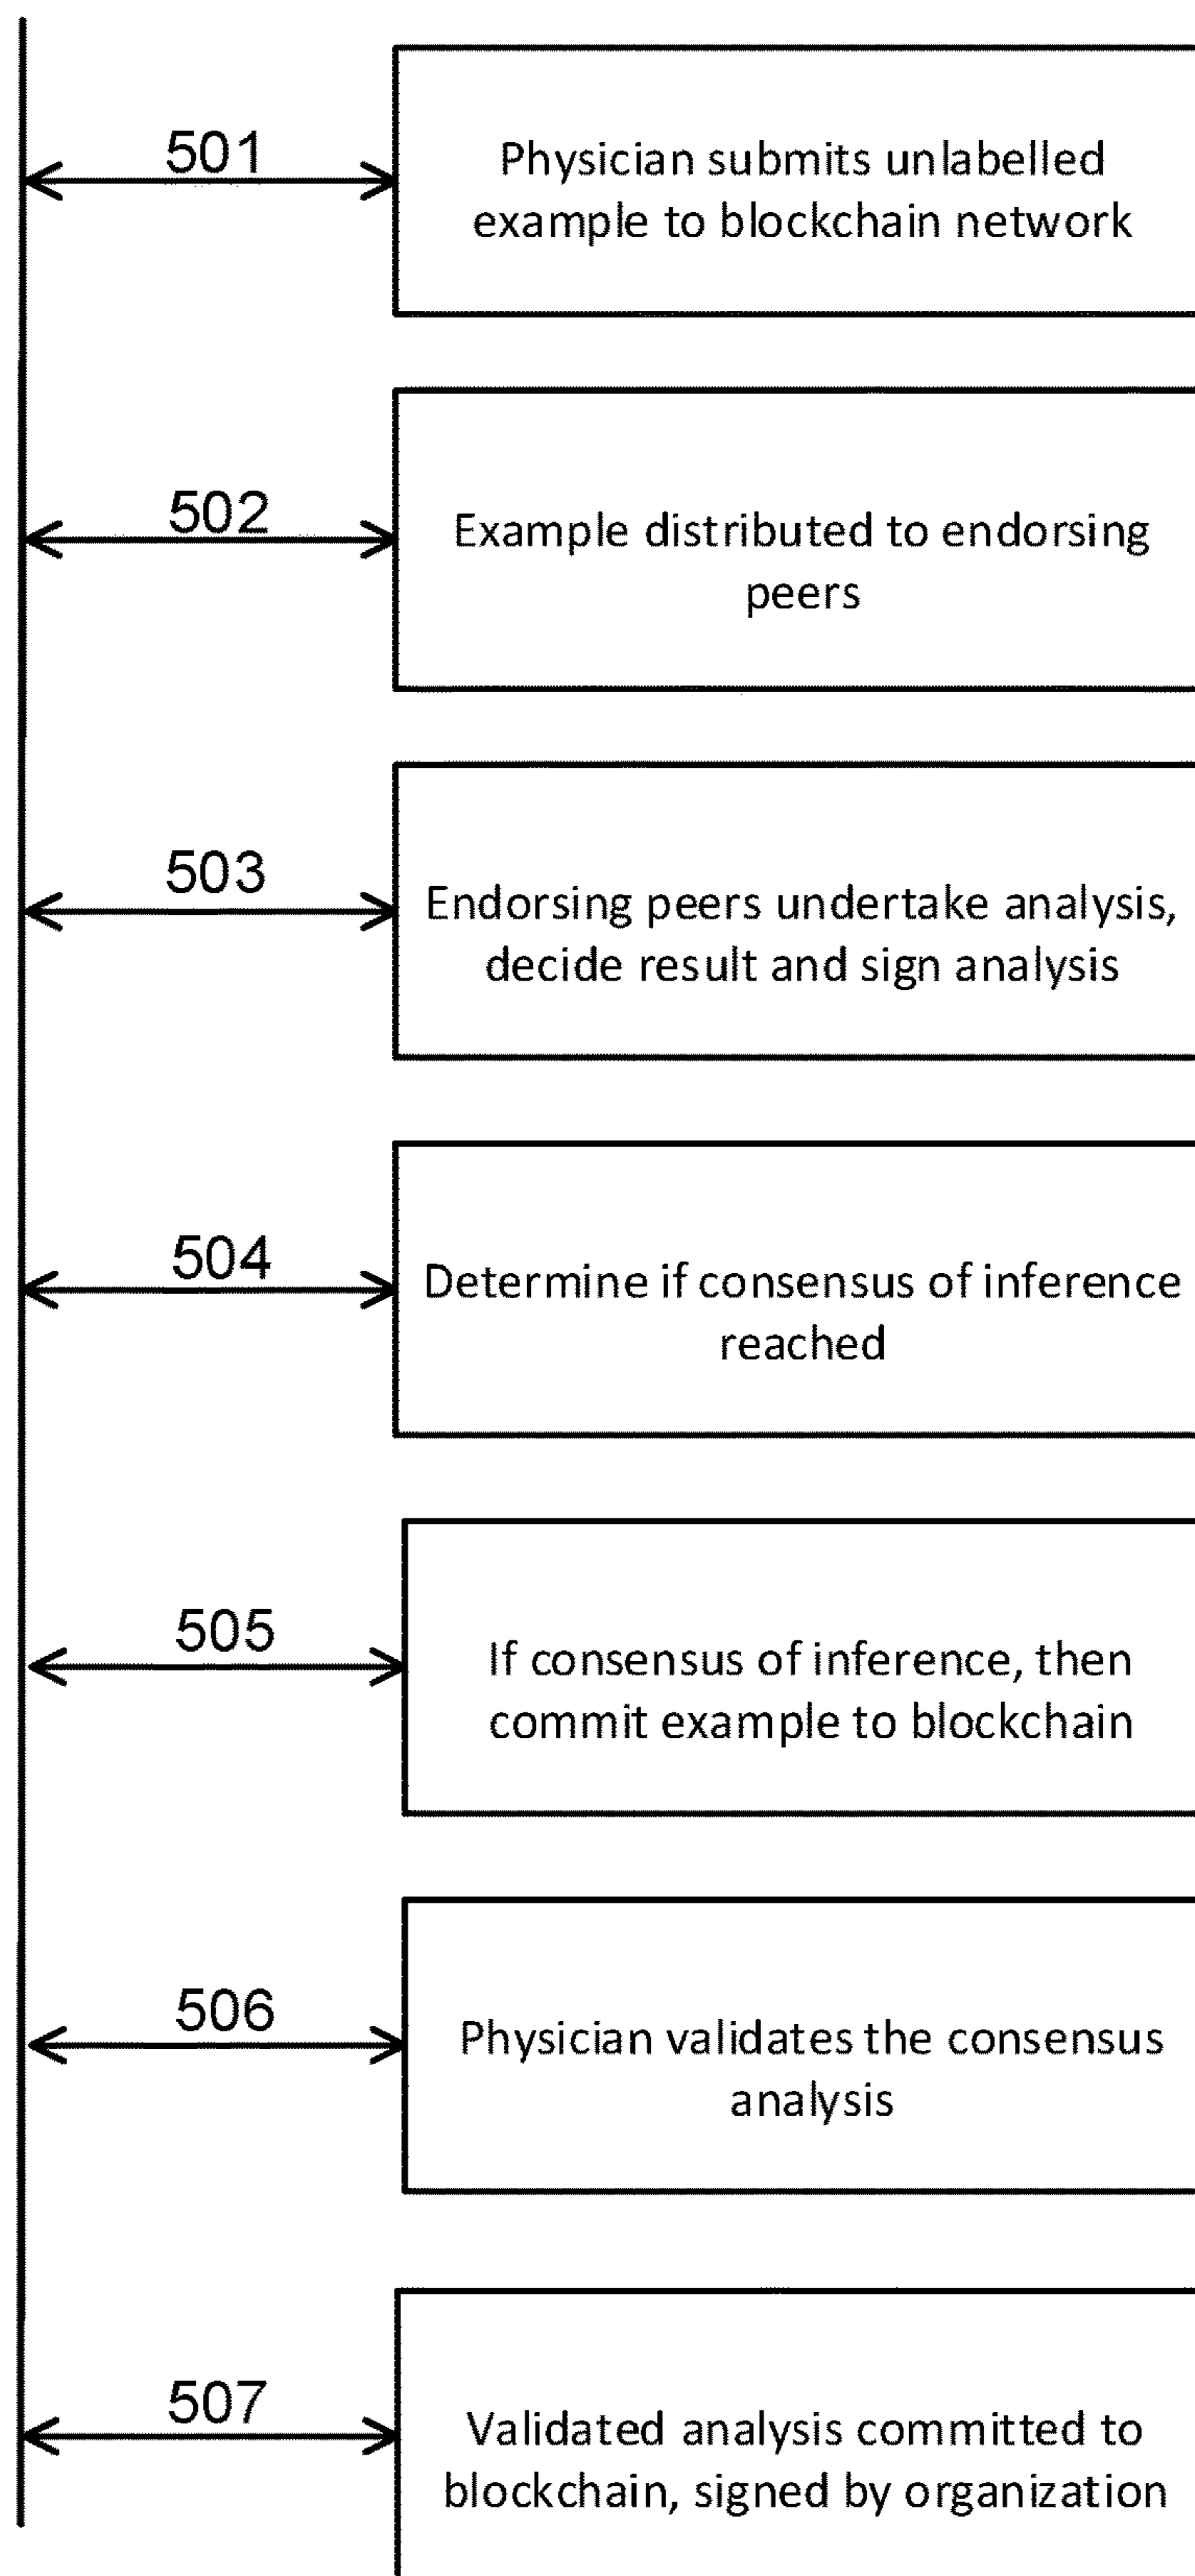 501
Physician submits unlabelled
example to blockchain network
502
Example distributed to endorsing
peers
503
Endorsing peers undertake analysis,
decide result and sign analysis
504
Determine if consensus of inference
reached
505
If consensus of inference, then
commit example to blockchain
506
Physician validates the consensus
analysis
507
Validated analysis committed to
blockchain, signed by organization